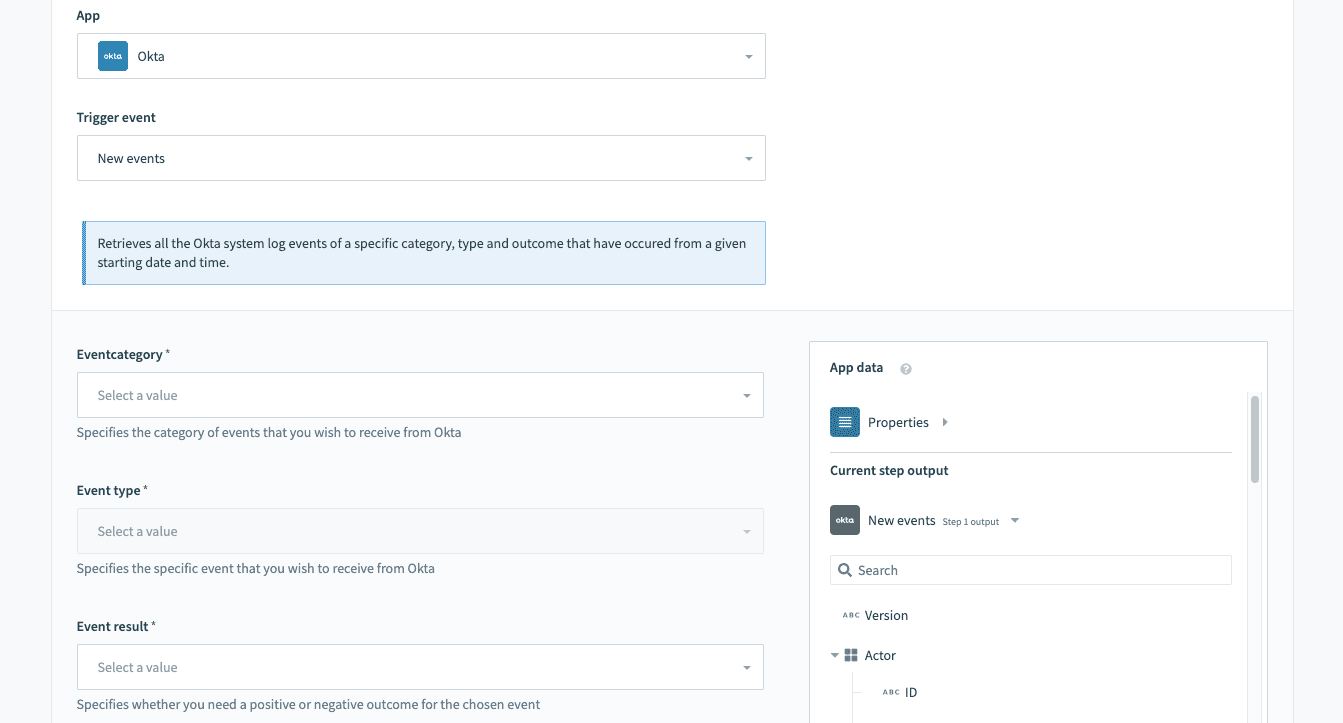 App
okta
Okta
Trigger event
New events
Retrieves all the Okta system log events of a specific category, type and outcome that have occured from a given
starting date and time.
Eventcategory *
Select a value
Specifies the category of events that you wish to receive from Okta
Event type *
Select a value
Specifies the specific event that you wish to receive from Okta
Event result *
Select a value
Specifies whether you need a positive or negative outcome for the chosen event
App data ?
Properties
Current step output
okta
New events Step 1 output
Search
ABC Version
Actor
ABC ID